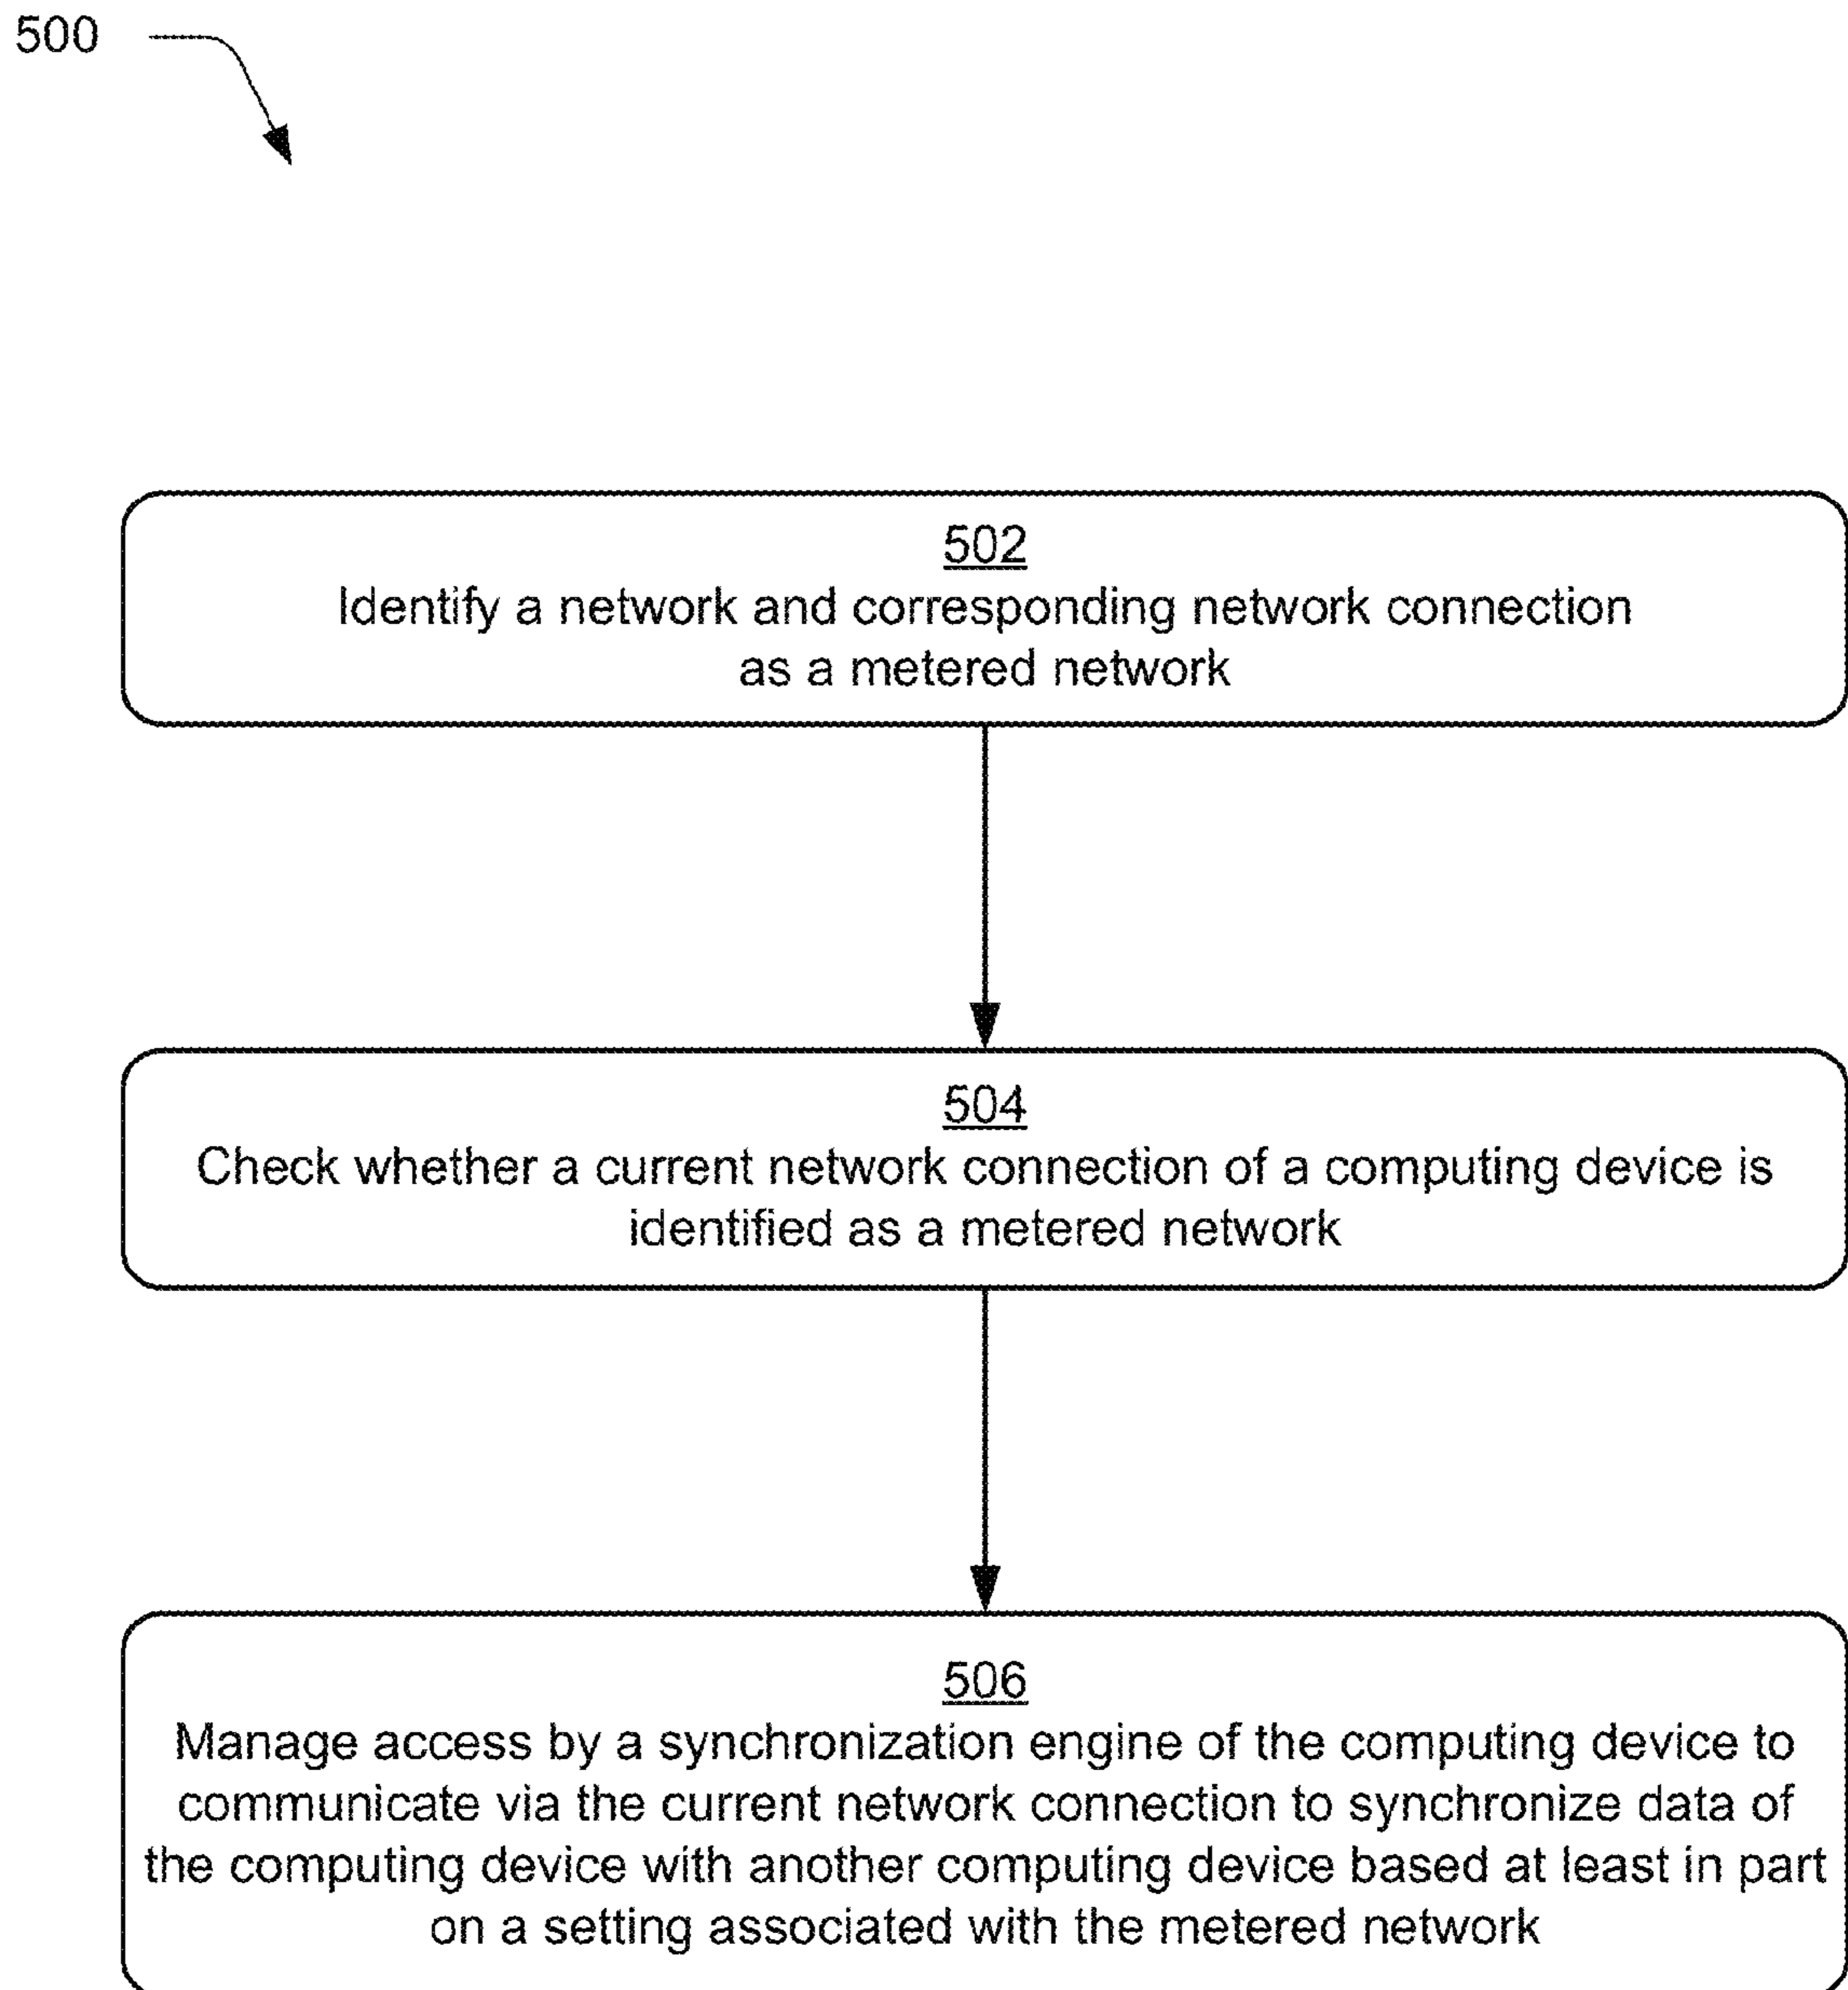 500
502
Identify a network and corresponding network connection
as a metered network
504
Check whether a current network connection of a computing device is
identified as a metered network
506
Manage access by a synchronization engine of the computing device to
communicate via the current network connection to synchronize data of
the computing device with another computing device based at least in part
on a setting associated with the metered network